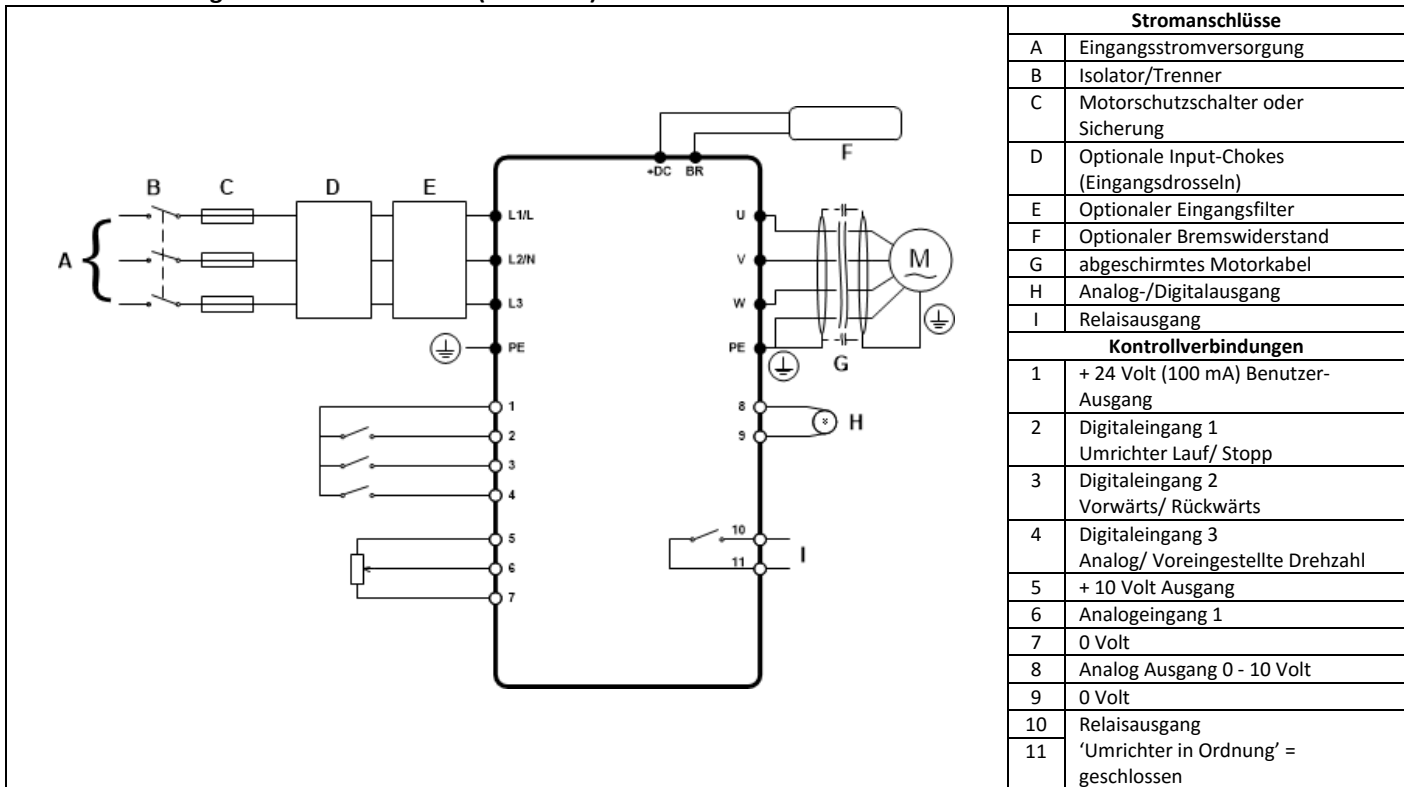 +DC BR
F
B C D E
A
L1/L
L2/N
L3
PE
U
V
W
PE
M
G
1
2
3
4
5
6
7
8
9
H
10
11
I
Stromanschlüsse
A Eingangsstromversorgung
B Isolator/Trenner
C Motorschutzschalter oder
Sicherung
D Optionale Input-Chokes
(Eingangsdrosseln)
E Optionaler Eingangsfilter
F Optionaler Bremswiderstand
G abgeschirmtes Motorkabel
H Analog-/Digitalausgang
I Relaisausgang
Kontrollverbindungen
1 + 24 Volt (100 mA) Benutzer-
Ausgang
2 Digitaleingang 1
Umrichter Lauf/ Stopp
3 Digitaleingang 2
Vorwärts/ Rückwärts
4 Digitaleingang 3
Analog/ Voreingestellte Drehzahl
5 + 10 Volt Ausgang
6 Analogeingang 1
7 0 Volt
8 Analog Ausgang 0 - 10 Volt
9 0 Volt
10 Relaisausgang
11 ‘Umrichter in Ordnung’ =
geschlossen